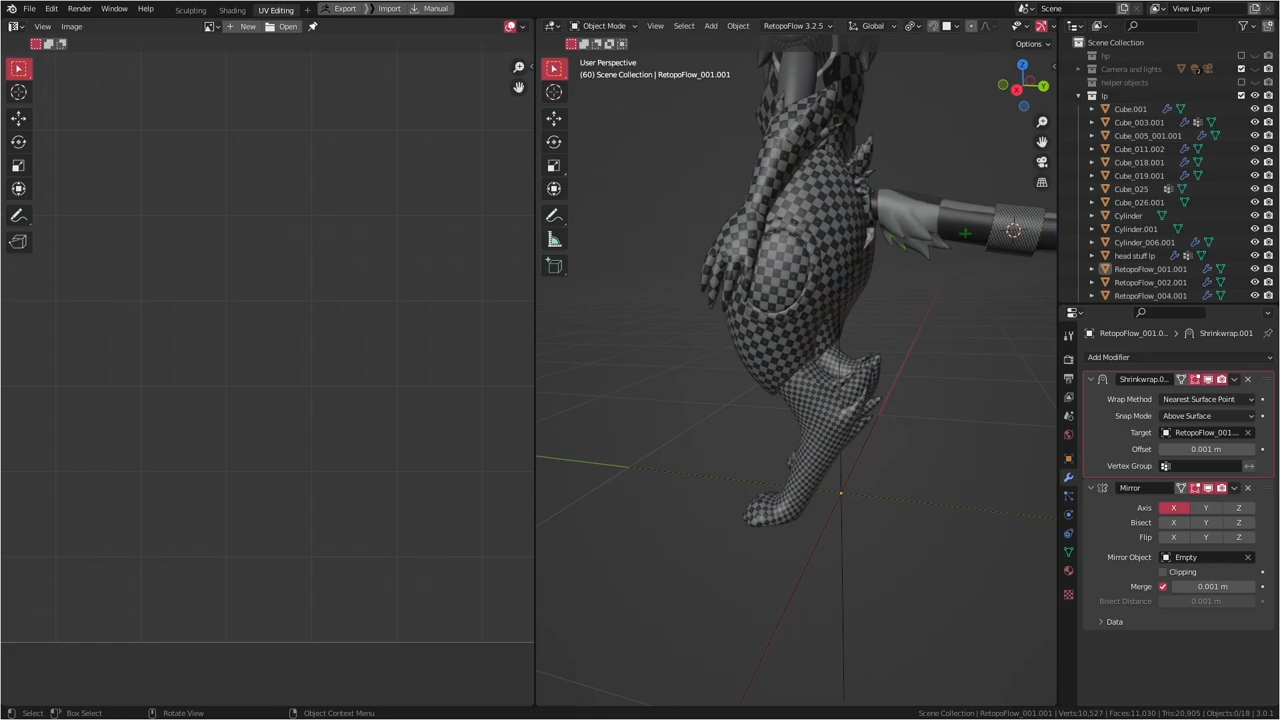 File Edit Render Window Help Sculpting Shading UV Editing Export Import Manual Scene View Layer
View Image New Open Object Mode View Select Add Object RetopoFlow 3.2.5 Global
Options
User Perspective
(60) Scene Collection | RetopoFlow_001.001
Z
Y
X
Scene Collection
hp
Camera and lights
2
helper objects
lp
Cube.001
Cube_003.001
Cube_005_001.001
Cube_011.002
Cube_018.001
Cube_019.001
Cube_025
Cube_026.001
Cylinder
Cylinder.001
Cylinder_006.001
head stuff lp
RetopoFlow_001.001
RetopoFlow_002.001
RetopoFlow_004.001
RetopoFlow_001.0... Shrinkwrap.001
Add Modifier
Shrinkwrap.0...
Wrap Method Nearest Surface Point
Snap Mode Above Surface
Target RetopoFlow_001....
Offset 0.001 m
Vertex Group
Mirror
Axis X Y Z
Bisect X Y Z
Flip X Y Z
Mirror Object Empty
Clipping
Merge 0.001 m
Bisect Distance 0.001 m
Data
Select Box Select Rotate View Object Context Menu Scene Collection | RetopoFlow_001.001 | Verts:10,527 | Faces:11,030 | Tris:20,905 | Objects:0/18 | 3.0.1